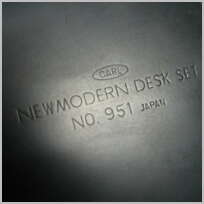 CARL
NEWMODERN DESK SET
NO. 951 JAPAN